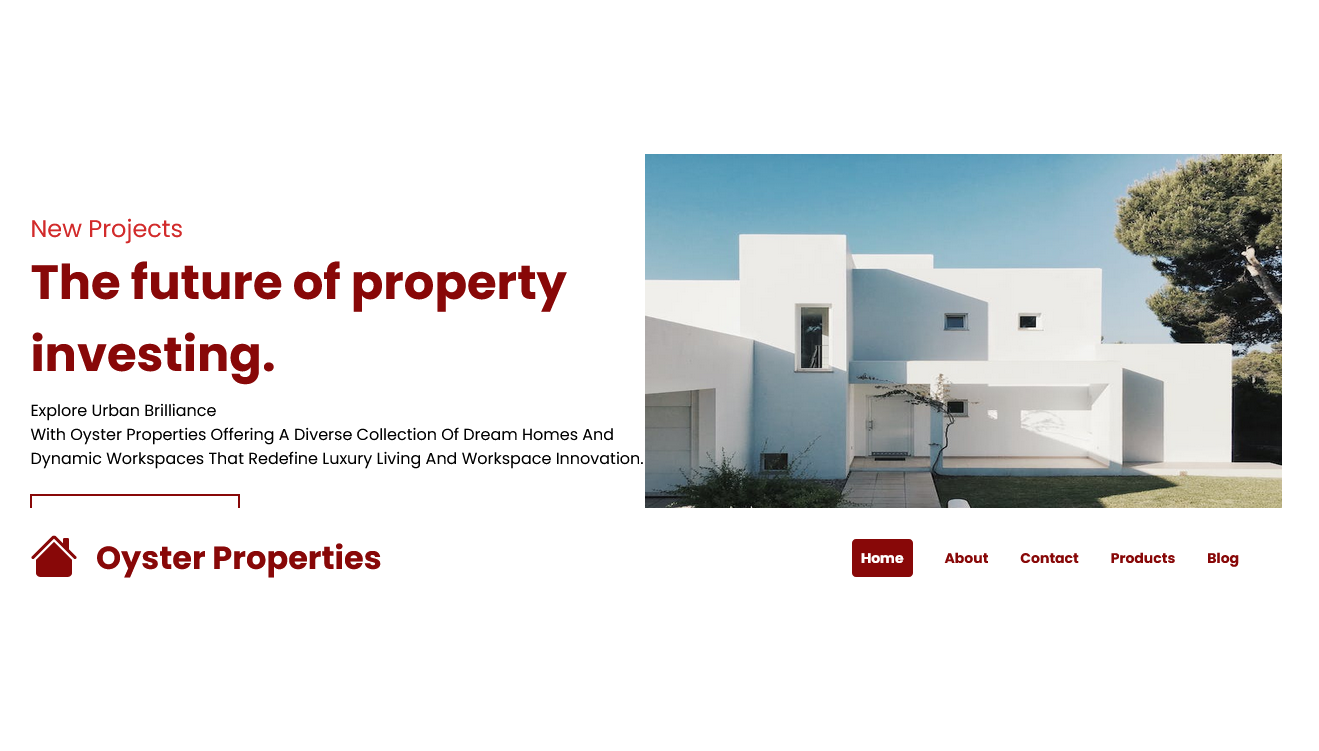 New Projects
The future of property
investing.
Explore Urban Brilliance
With Oyster Properties Offering A Diverse Collection Of Dream Homes And
Dynamic Workspaces That Redefine Luxury Living And Workspace Innovation.
Oyster Properties
Home About Contact Products Blog